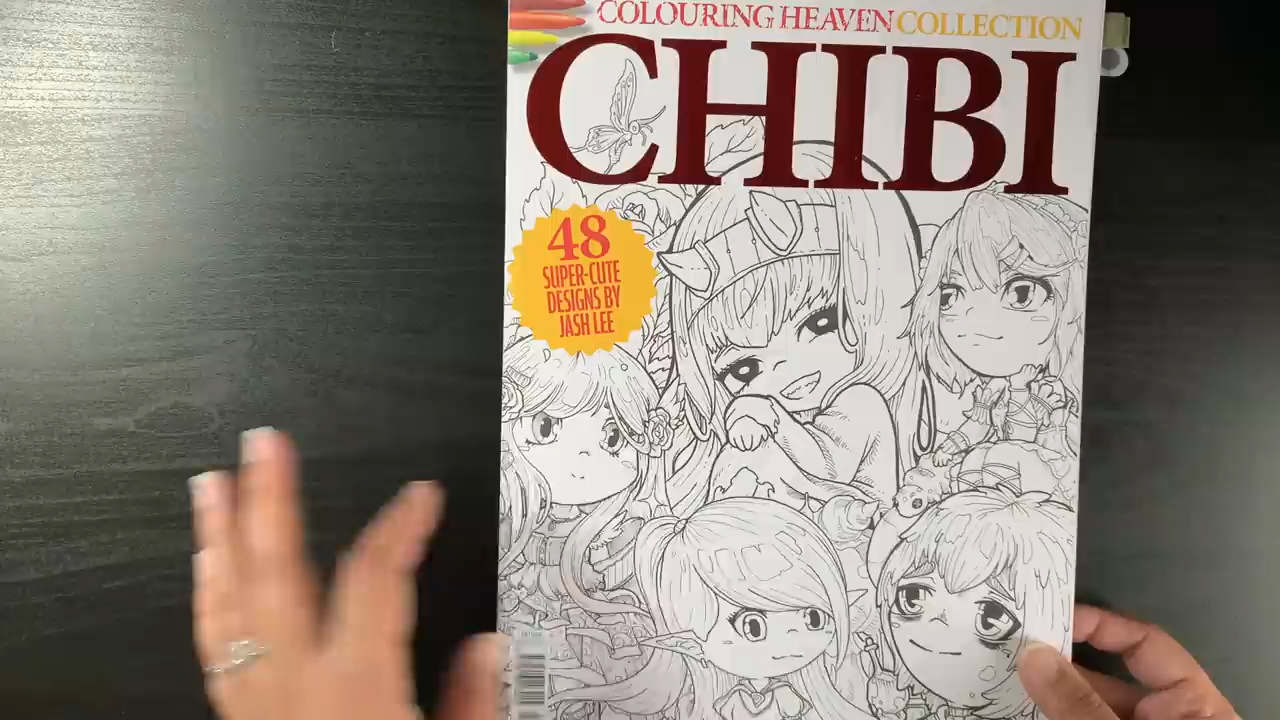 COLOURING HEAVEN COLLECTION
CHIBI
48
SUPER-CUTE
DESIGNS BY
JASH LEE